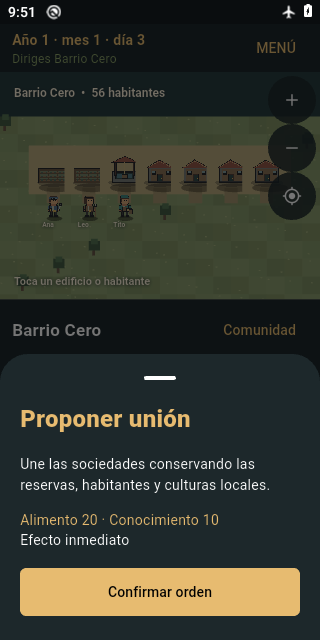 9:51
Año 1 · mes 1 · día 3
Diriges Barrio Cero
MENÚ
Barrio Cero • 56 habitantes
Ana
Leo
Tito
Toca un edificio o habitante
Barrio Cero
Comunidad
Proponer unión
Une las sociedades conservando las
reservas, habitantes y culturas locales.
Alimento 20 · Conocimiento 10
Efecto inmediato
Confirmar orden